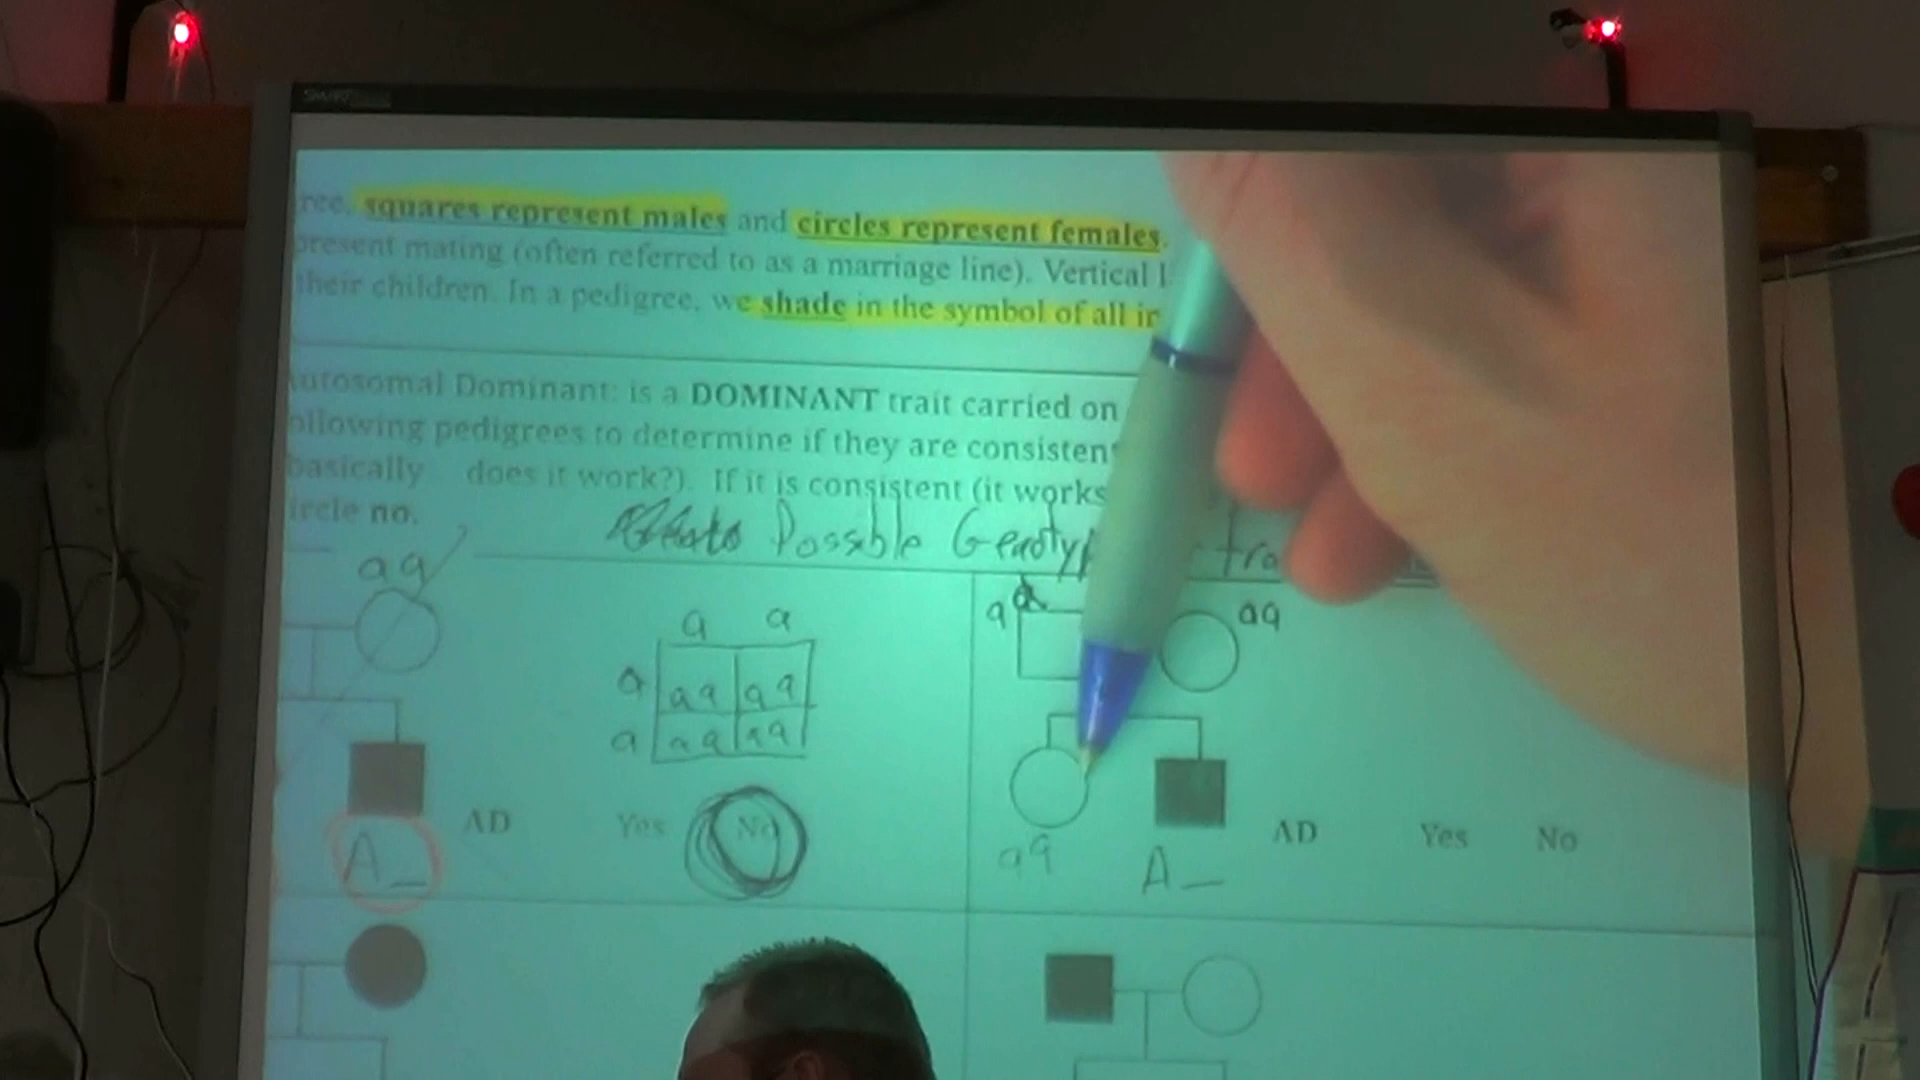 SMART
ree, squares represent males and circles represent females.
present mating (often referred to as a marriage line). Vertical l
their children. In a pedigree, we shade in the symbol of all in
utosomal Dominant: is a DOMINANT trait carried on
ollowing pedigrees to determine if they are consistent
basically does it work?). If it is consistent (it works
ircle no.
Possible Genotyp tra
aa
a a
a aa aa
a aa aa
A_
AD Yes No
aa
aa
aa
A_
AD Yes No